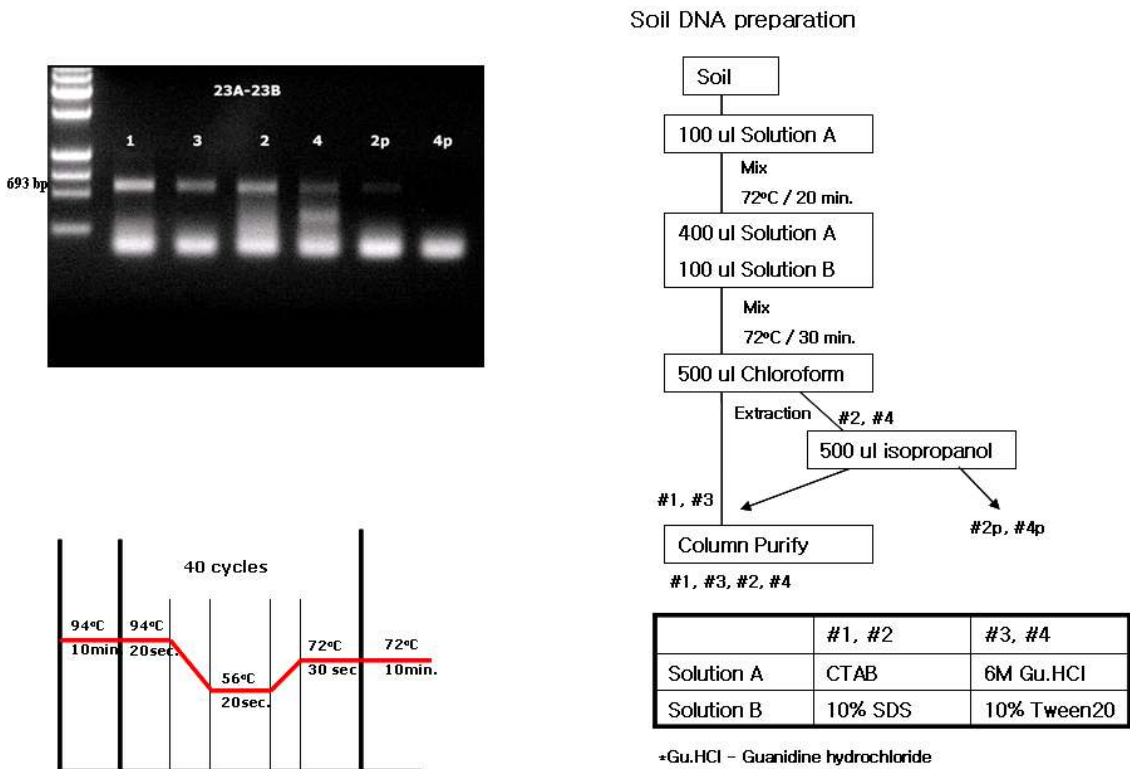 Soil DNA preparation
23A-23B
1 3 2 4 2p 4p
693 bp
40 cycles
94ºC 94ºC 72ºC 72ºC
10min 20sec. 30 sec 10min.
56ºC
20sec.
Soil
100 ul Solution A
Mix
72ºC / 20 min.
400 ul Solution A
100 ul Solution B
Mix
72ºC / 30 min.
500 ul Chloroform
Extraction
#2, #4
500 ul isopropanol
#1, #3
#2p, #4p
Column Purify
#1, #3, #2, #4
#1, #2 #3, #4
Solution A CTAB 6M Gu.HCl
Solution B 10% SDS 10% Tween20
*Gu.HCl - Guanidine hydrochloride